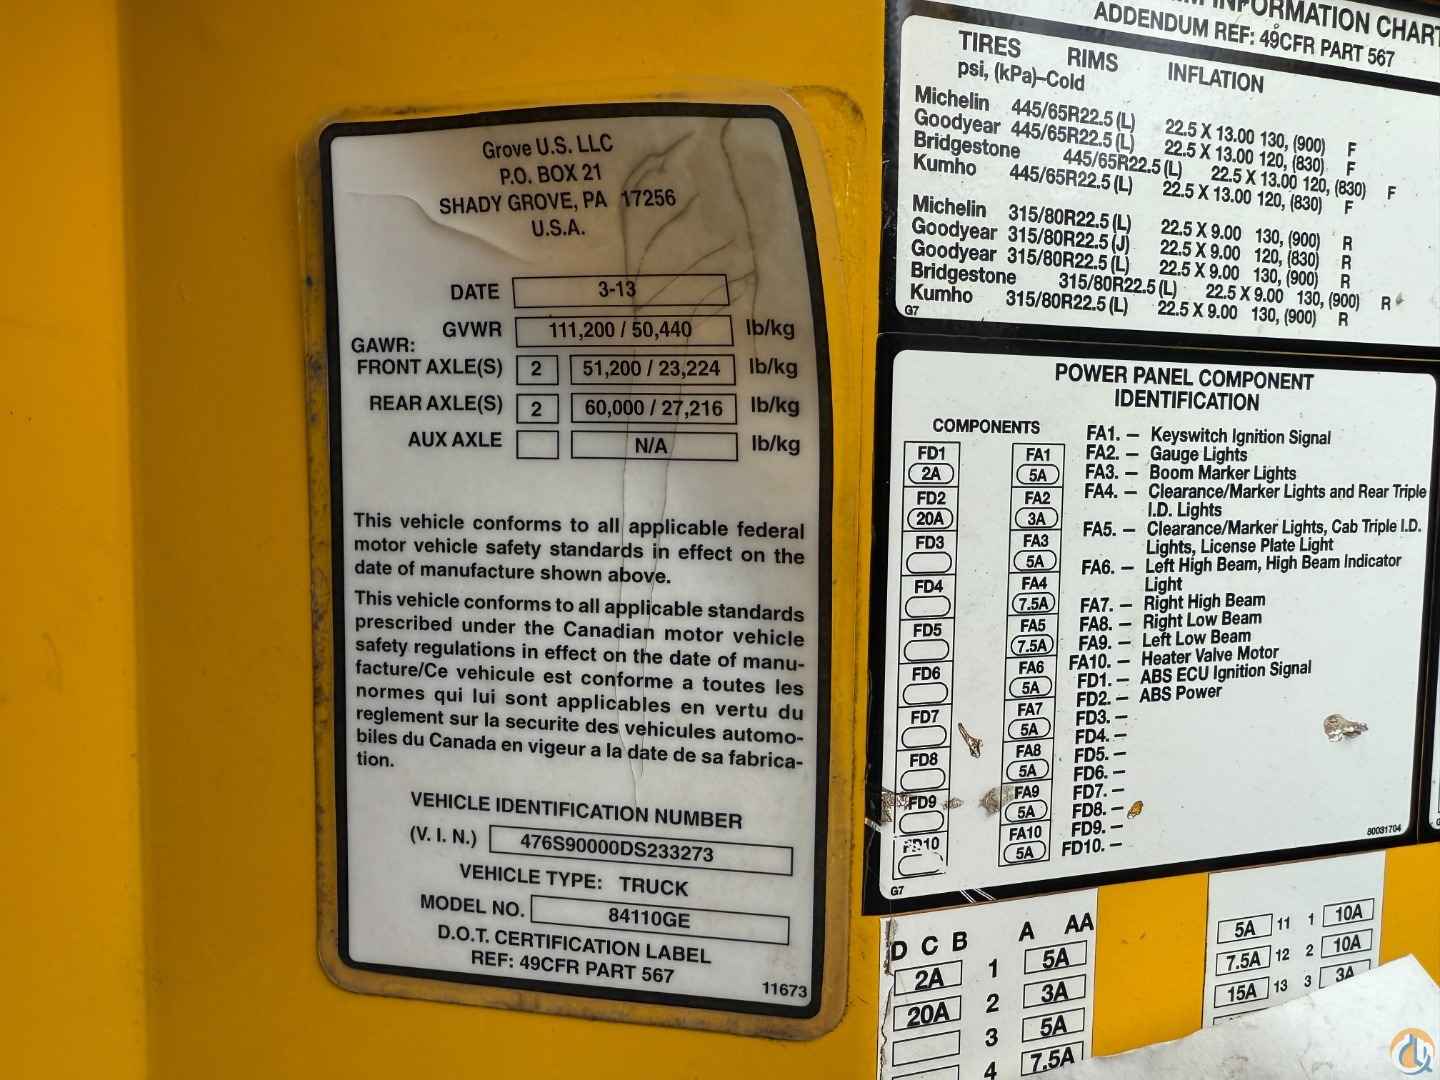 Grove U.S. LLC
P.O. BOX 21
SHADY GROVE, PA 17256
U.S.A.
DATE 3-13
GVWR 111,200 / 50,440 lb/kg
GAWR:
FRONT AXLE(S) 2 51,200 / 23,224 lb/kg
REAR AXLE(S) 2 60,000 / 27,216 lb/kg
AUX AXLE N/A lb/kg
This vehicle conforms to all applicable federal
motor vehicle safety standards in effect on the
date of manufacture shown above.
This vehicle conforms to all applicable standards
prescribed under the Canadian motor vehicle
safety regulations in effect on the date of manu-
facture/Ce vehicule est conforme a toutes les
normes qui lui sont applicables en vertu du
reglement sur la securite des vehicules automo-
biles du Canada en vigeur a la date de sa fabrica-
tion.
VEHICLE IDENTIFICATION NUMBER
(V. I. N.) 476S90000DS233273
VEHICLE TYPE: TRUCK
MODEL NO. 84110GE
D.O.T. CERTIFICATION LABEL
REF: 49CFR PART 567
11673
INFORMATION CHART
ADDENDUM REF: 49CFR PART 567
TIRES RIMS INFLATION
psi, (kPa)–Cold
Michelin 445/65R22.5 (L) 22.5 X 13.00 130, (900) F
Goodyear 445/65R22.5 (L) 22.5 X 13.00 120, (830) F
Bridgestone 445/65R22.5 (L) 22.5 X 13.00 120, (830) F
Kumho 445/65R22.5 (L) 22.5 X 13.00 120, (830) F
Michelin 315/80R22.5 (L) 22.5 X 9.00 130, (900) R
Goodyear 315/80R22.5 (J) 22.5 X 9.00 120, (830) R
Goodyear 315/80R22.5 (L) 22.5 X 9.00 130, (900) R
Bridgestone 315/80R22.5 (L) 22.5 X 9.00 130, (900) R
Kumho 315/80R22.5 (L) 22.5 X 9.00 130, (900) R
G7
POWER PANEL COMPONENT
IDENTIFICATION
COMPONENTS
FD1 FA1
2A 5A
FD2 FA2
20A 3A
FD3 FA3
5A
FD4 FA4
7.5A
FD5 FA5
7.5A
FD6 FA6
5A
FD7 FA7
5A
FD8 FA8
5A
FD9 FA9
5A
FD10 FA10
5A
FA1. – Keyswitch Ignition Signal
FA2. – Gauge Lights
FA3. – Boom Marker Lights
FA4. – Clearance/Marker Lights and Rear Triple
I.D. Lights
FA5. – Clearance/Marker Lights, Cab Triple I.D.
Lights, License Plate Light
FA6. – Left High Beam, High Beam Indicator
Light
FA7. – Right High Beam
FA8. – Right Low Beam
FA9. – Left Low Beam
FA10. – Heater Valve Motor
FD1. – ABS ECU Ignition Signal
FD2. – ABS Power
FD3. –
FD4. –
FD5. –
FD6. –
FD7. –
FD8. –
FD9. –
FD10. –
80031704
G7
D C B A AA
2A 1 5A
20A 2 3A
3 5A
4 7.5A
5A 11 1 10A
7.5A 12 2 10A
15A 13 3 3A